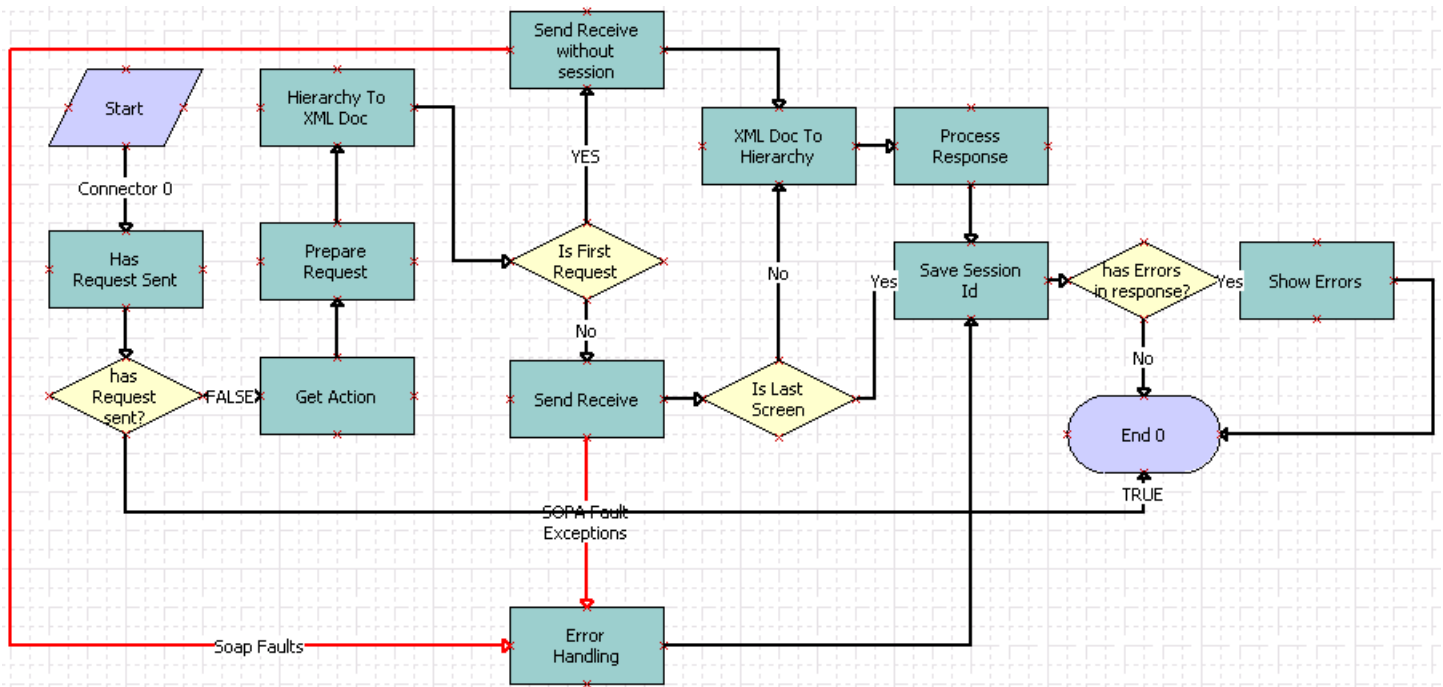 Send Receive
without
session
Start
Hierarchy To
XML Doc
XML Doc To
Hierarchy
Process
Response
YES
Connector 0
Has
Request Sent
Prepare
Request
Is First
Request
No
Yes
Save Session
Id
has Errors
in response?
Yes
Show Errors
No
No
has
Request
sent?
FALSE
Get Action
Send Receive
Is Last
Screen
End 0
TRUE
SOPA Fault
Exceptions
Soap Faults
Error
Handling